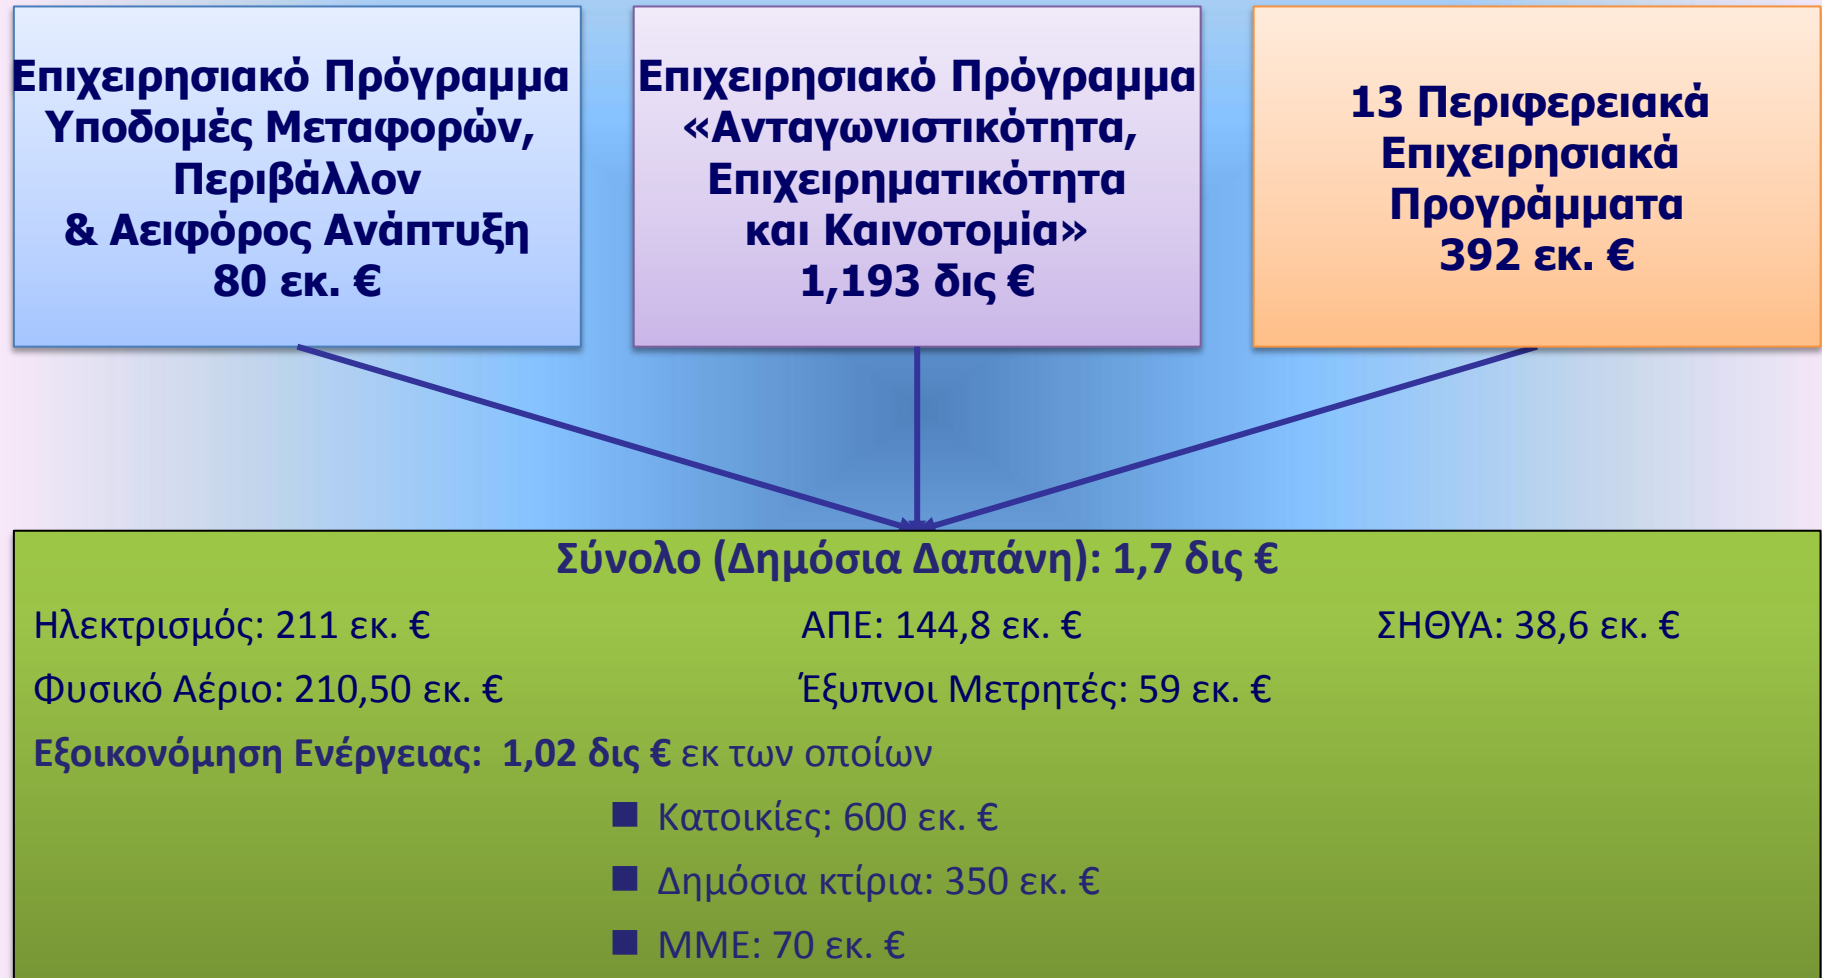 Επιχειρησιακό Πρόγραμμα
Υποδομές Μεταφορών,
Περιβάλλον
& Αειφόρος Ανάπτυξη
80 εκ. €
Επιχειρησιακό Πρόγραμμα
«Ανταγωνιστικότητα,
Επιχειρηματικότητα
και Καινοτομία»
1,193 δις €
13 Περιφερειακά
Επιχειρησιακά
Προγράμματα
392 εκ. €
Σύνολο (Δημόσια Δαπάνη): 1,7 δις €
Ηλεκτρισμός: 211 εκ. € ΑΠΕ: 144,8 εκ. € ΣΗΘΥΑ: 38,6 εκ. €
Φυσικό Αέριο: 210,50 εκ. € Έξυπνοι Μετρητές: 59 εκ. €
Εξοικονόμηση Ενέργειας: 1,02 δις € εκ των οποίων
■ Κατοικίες: 600 εκ. €
■ Δημόσια κτίρια: 350 εκ. €
■ ΜΜΕ: 70 εκ. €